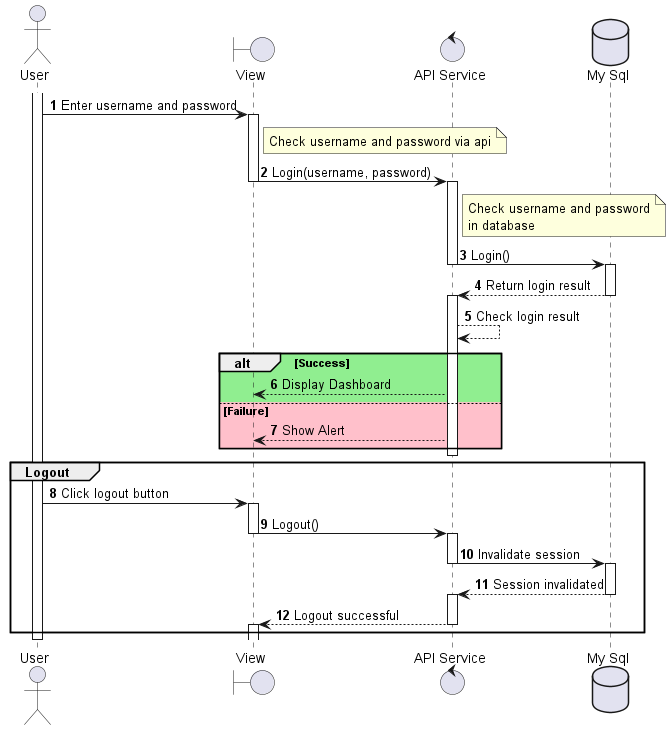 User
View
API Service
My Sql
1 Enter username and password
Check username and password via api
2 Login(username, password)
Check username and password
in database
3 Login()
4 Return login result
5 Check login result
alt [Success]
6 Display Dashboard
[Failure]
7 Show Alert
Logout
8 Click logout button
9 Logout()
10 Invalidate session
11 Session invalidated
12 Logout successful
User
View
API Service
My Sql